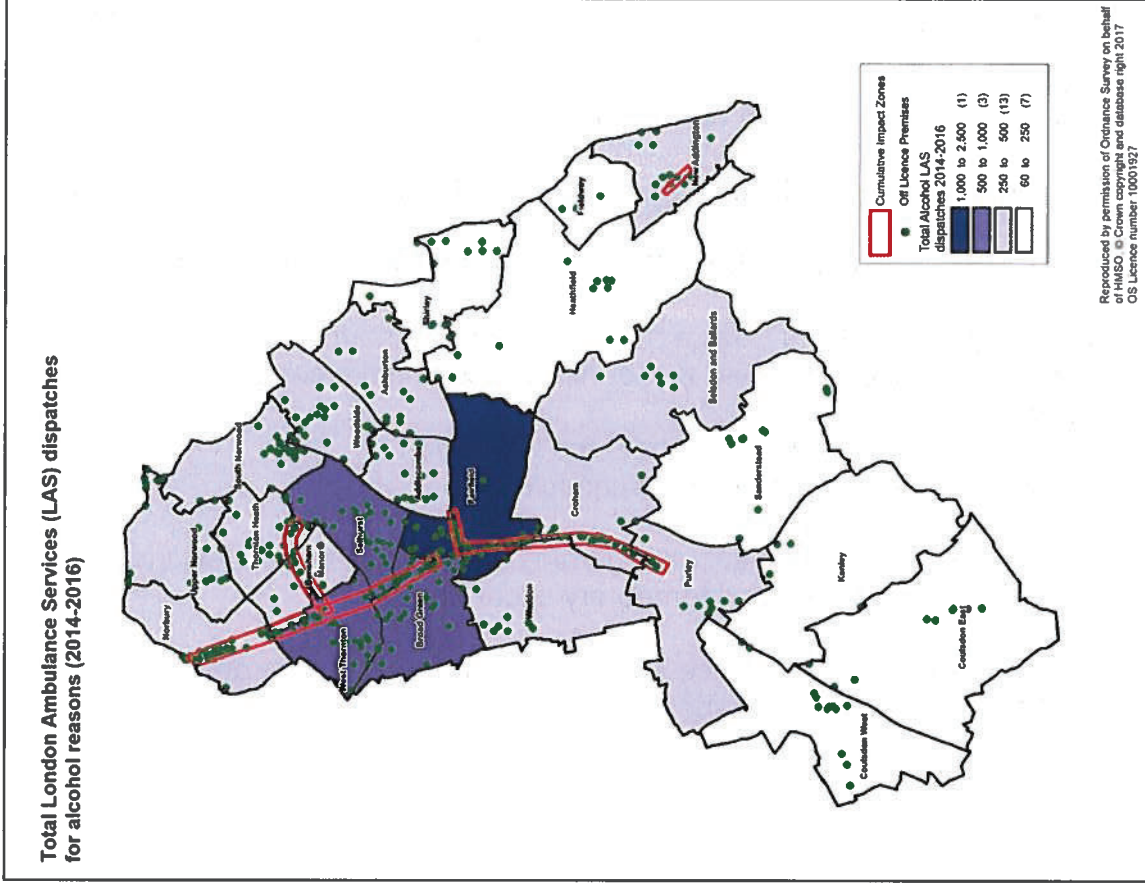 Total London Ambulance Services (LAS) dispatches
for alcohol reasons (2014-2016)
Norbury
Upper Norwood
South Norwood
Thornton Heath
Bensham
Manor
Woodside
Ashburton
Selhurst
West Thornton
Broad Green
Addiscombe
Shirley
Fairfield
Heathfield
Fieldway
New Addington
Waddon
Croham
Selsdon and Ballards
Purley
Sanderstead
Kenley
Coulsdon West
Coulsdon East
Cumulative Impact Zones
Off Licence Premises
Total Alcohol LAS
dispatches 2014-2016
1,000 to 2,500 (1)
500 to 1,000 (3)
250 to 500 (13)
60 to 250 (7)
Reproduced by permission of Ordnance Survey on behalf
of HMSO. © Crown copyright and database right 2017
OS Licence number 10001927